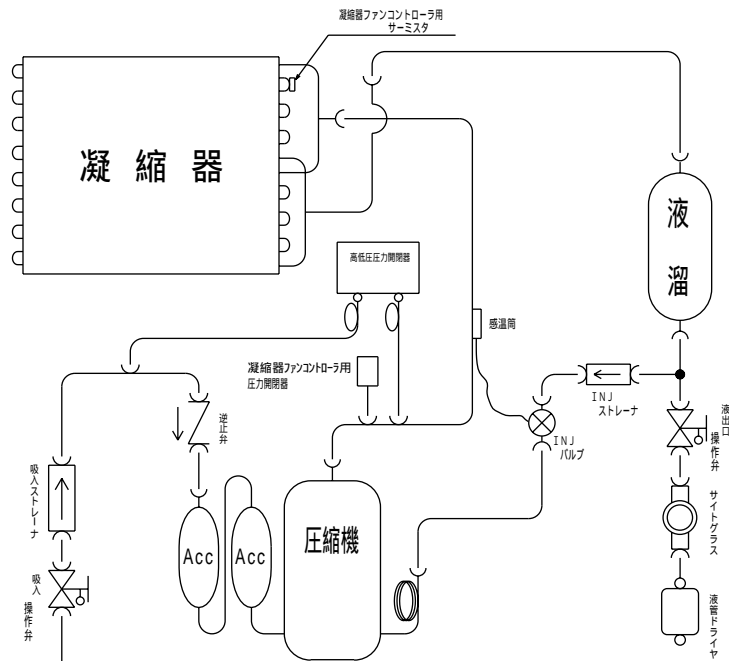 凝縮器ファンコントローラ用
サーミスタ
凝縮器
液溜
高低圧圧力開閉器
感温筒
凝縮器ファンコントローラ用
圧力開閉器
INJ
ストレーナ
液出口
操作弁
逆止弁
INJ
バルブ
吸入ストレーナ
サイトグラス
Acc
Acc
圧縮機
吸入
操作弁
液管ドライヤ